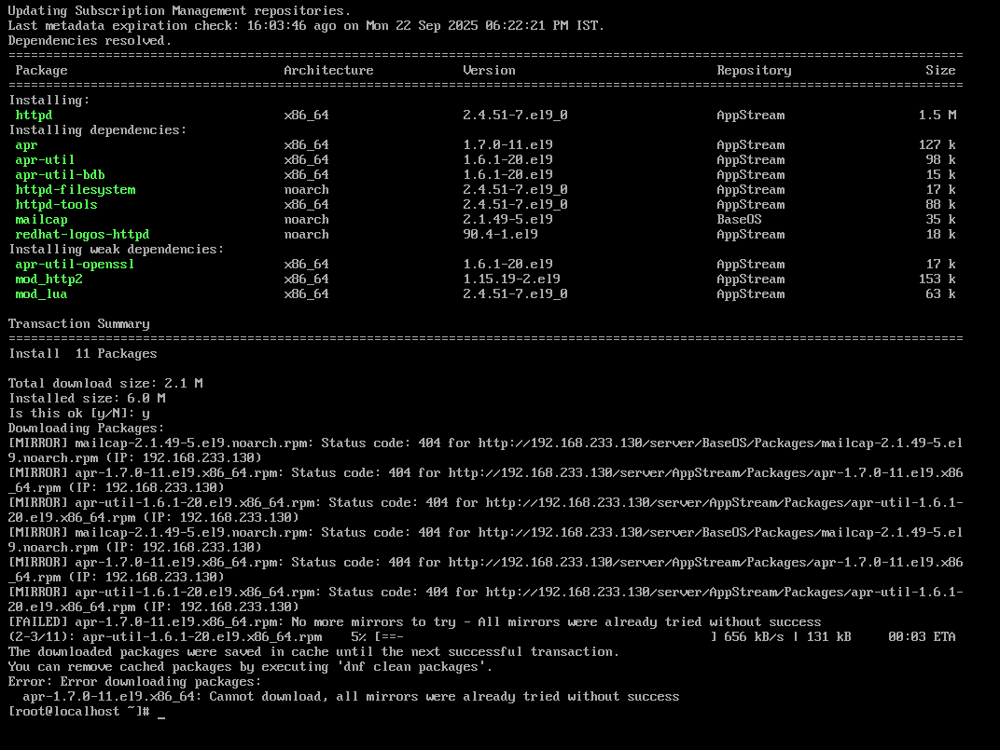 Updating Subscription Management repositories.
Last metadata expiration check: 16:03:46 ago on Mon 22 Sep 2025 06:22:21 PM IST.
Dependencies resolved.
================================================================================================================================
 Package                             Architecture            Version                           Repository                  Size
================================================================================================================================
Installing:
 httpd                               x86_64                  2.4.51-7.el9_0                    AppStream                  1.5 M
Installing dependencies:
 apr                                 x86_64                  1.7.0-11.el9                      AppStream                  127 k
 apr-util                            x86_64                  1.6.1-20.el9                      AppStream                   98 k
 apr-util-bdb                        x86_64                  1.6.1-20.el9                      AppStream                   15 k
 httpd-filesystem                    noarch                  2.4.51-7.el9_0                    AppStream                   17 k
 httpd-tools                         x86_64                  2.4.51-7.el9_0                    AppStream                   88 k
 mailcap                             noarch                  2.1.49-5.el9                      BaseOS                      35 k
 redhat-logos-httpd                  noarch                  90.4-1.el9                        AppStream                   18 k
Installing weak dependencies:
 apr-util-openssl                    x86_64                  1.6.1-20.el9                      AppStream                   17 k
 mod_http2                           x86_64                  1.15.19-2.el9                     AppStream                  153 k
 mod_lua                             x86_64                  2.4.51-7.el9_0                    AppStream                   63 k

Transaction Summary
================================================================================================================================
Install  11 Packages

Total download size: 2.1 M
Installed size: 6.0 M
Is this ok [y/N]: y
Downloading Packages:
[MIRROR] mailcap-2.1.49-5.el9.noarch.rpm: Status code: 404 for http://192.168.233.130/server/BaseOS/Packages/mailcap-2.1.49-5.el
9.noarch.rpm (IP: 192.168.233.130)
[MIRROR] apr-1.7.0-11.el9.x86_64.rpm: Status code: 404 for http://192.168.233.130/server/AppStream/Packages/apr-1.7.0-11.el9.x86
_64.rpm (IP: 192.168.233.130)
[MIRROR] apr-util-1.6.1-20.el9.x86_64.rpm: Status code: 404 for http://192.168.233.130/server/AppStream/Packages/apr-util-1.6.1-
20.el9.x86_64.rpm (IP: 192.168.233.130)
[MIRROR] mailcap-2.1.49-5.el9.noarch.rpm: Status code: 404 for http://192.168.233.130/server/BaseOS/Packages/mailcap-2.1.49-5.el
9.noarch.rpm (IP: 192.168.233.130)
[MIRROR] apr-1.7.0-11.el9.x86_64.rpm: Status code: 404 for http://192.168.233.130/server/AppStream/Packages/apr-1.7.0-11.el9.x86
_64.rpm (IP: 192.168.233.130)
[MIRROR] apr-util-1.6.1-20.el9.x86_64.rpm: Status code: 404 for http://192.168.233.130/server/AppStream/Packages/apr-util-1.6.1-
20.el9.x86_64.rpm (IP: 192.168.233.130)
[FAILED] apr-1.7.0-11.el9.x86_64.rpm: No more mirrors to try - All mirrors were already tried without success
(2-3/11): apr-util-1.6.1-20.el9.x86_64.rpm    5% [==-                                         ] 656 kB/s | 131 kB     00:03 ETA
The downloaded packages were saved in cache until the next successful transaction.
You can remove cached packages by executing 'dnf clean packages'.
Error: Error downloading packages:
  apr-1.7.0-11.el9.x86_64: Cannot download, all mirrors were already tried without success
[root@localhost ~]# _